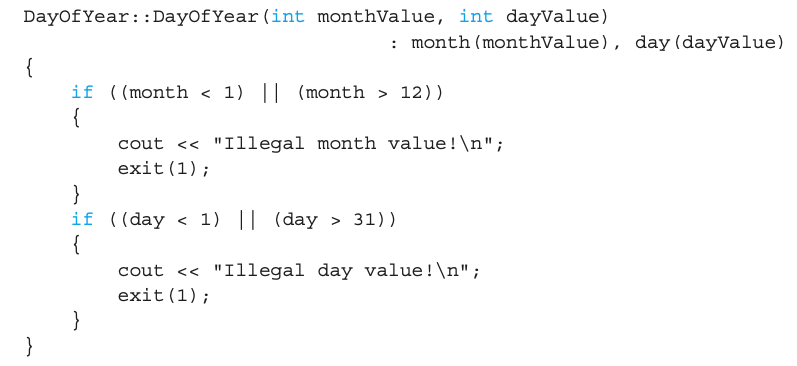 DayOfYear::DayOfYear(int monthValue, int dayValue)
                               : month(monthValue), day(dayValue)
{
    if ((month < 1) || (month > 12))
    {
        cout << "Illegal month value!\n";
        exit(1);
    }
    if ((day < 1) || (day > 31))
    {
        cout << "Illegal day value!\n";
        exit(1);
    }
}